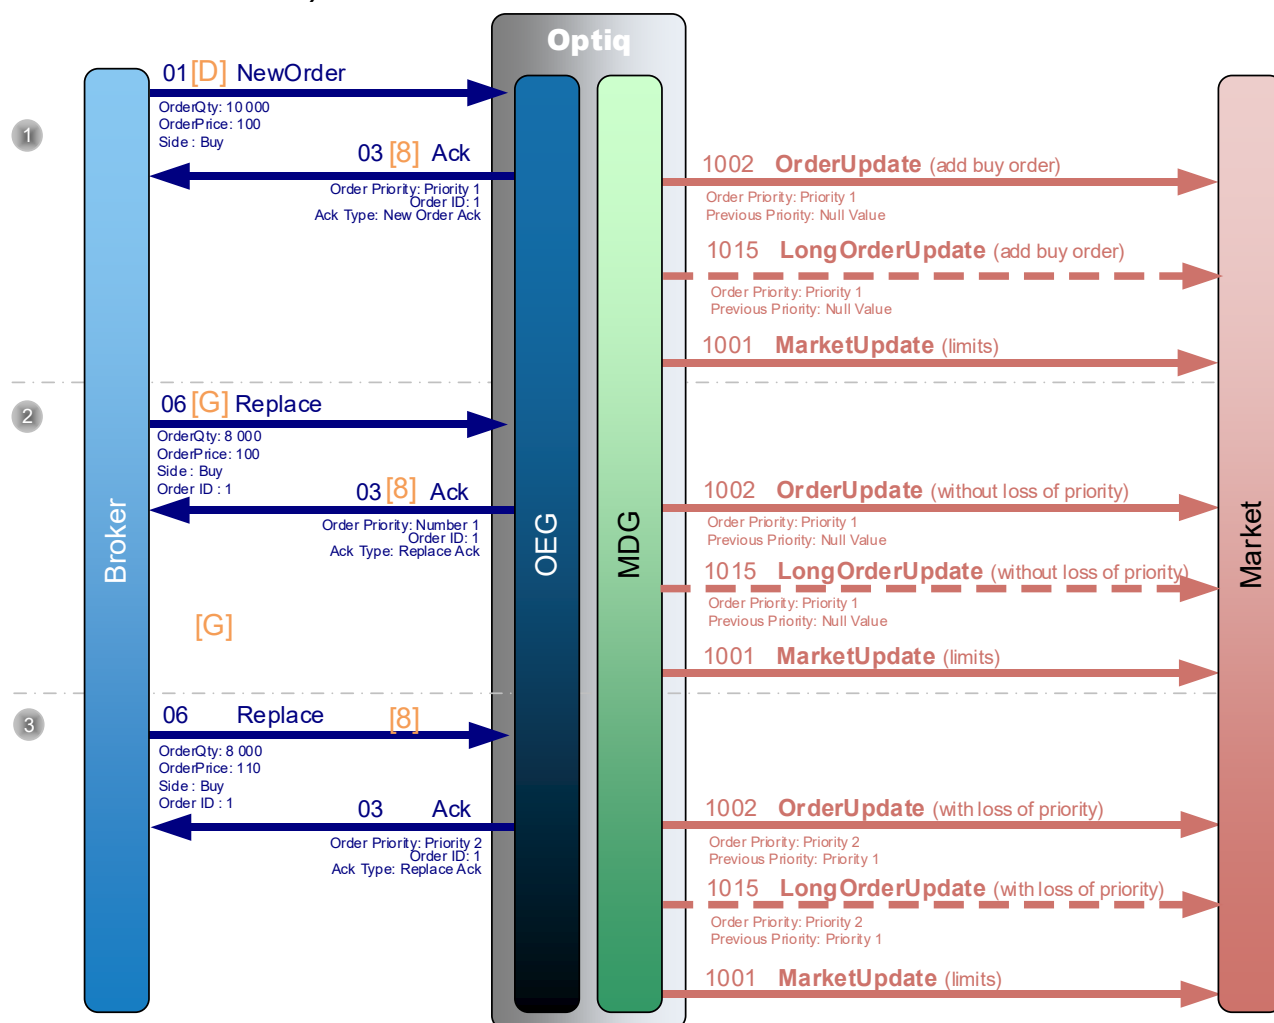 Optiq
1
01 [D] NewOrder
OrderQty: 10 000
OrderPrice: 100
Side : Buy
03 [8] Ack
Order Priority: Priority 1
Order ID: 1
Ack Type: New Order Ack
1002 OrderUpdate (add buy order)
Order Priority: Priority 1
Previous Priority: Null Value
1015 LongOrderUpdate (add buy order)
Order Priority: Priority 1
Previous Priority: Null Value
1001 MarketUpdate (limits)
2
06 [G] Replace
OrderQty: 8 000
OrderPrice: 100
Side : Buy
Order ID : 1
03 [8] Ack
Order Priority: Number 1
Order ID: 1
Ack Type: Replace Ack
1002 OrderUpdate (without loss of priority)
Order Priority: Priority 1
Previous Priority: Null Value
1015 LongOrderUpdate (without loss of priority)
Order Priority: Priority 1
Previous Priority: Null Value
1001 MarketUpdate (limits)
Broker
OEG
MDG
Market
[G]
3
06 Replace [8]
OrderQty: 8 000
OrderPrice: 110
Side : Buy
Order ID : 1
03 Ack
Order Priority: Priority 2
Order ID: 1
Ack Type: Replace Ack
1002 OrderUpdate (with loss of priority)
Order Priority: Priority 2
Previous Priority: Priority 1
1015 LongOrderUpdate (with loss of priority)
Order Priority: Priority 2
Previous Priority: Priority 1
1001 MarketUpdate (limits)